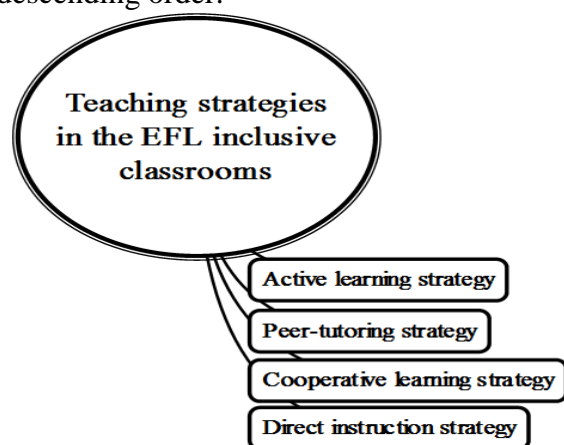 descending order.
Teaching strategies
in the EFL inclusive
classrooms
Active learning strategy
Peer-tutoring strategy
Cooperative learning strategy
Direct instruction strategy